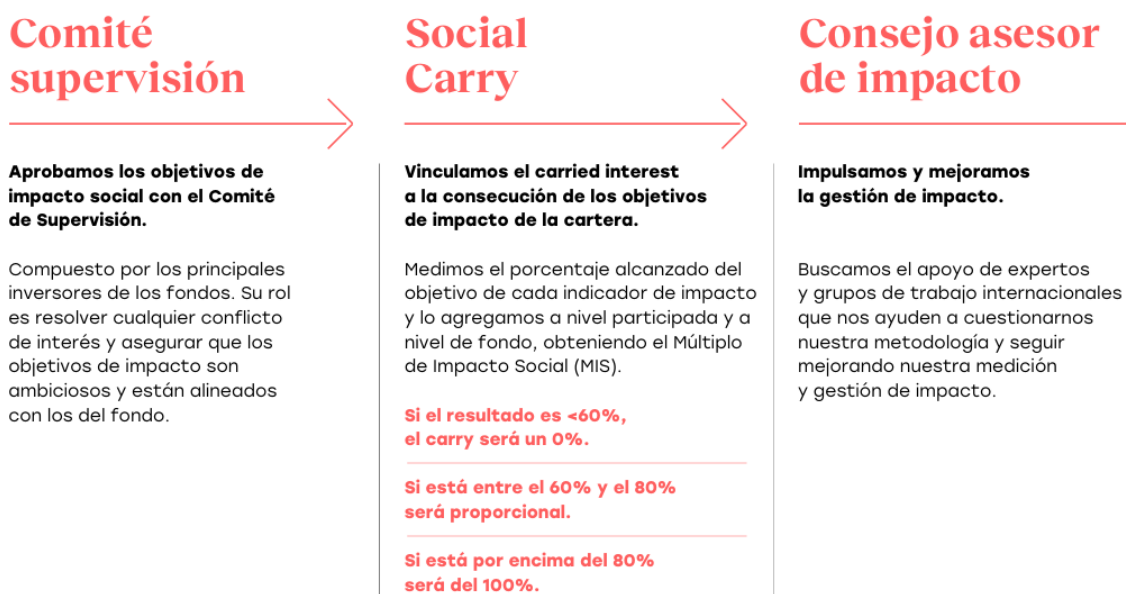 Comité
supervisión
Aprobamos los objetivos de
impacto social con el Comité
de Supervisión.
Compuesto por los principales
inversores de los fondos. Su rol
es resolver cualquier conflicto
de interés y asegurar que los
objetivos de impacto son
ambiciosos y están alineados
con los del fondo.
Social
Carry
Vinculamos el carried interest
a la consecución de los objetivos
de impacto de la cartera.
Medimos el porcentaje alcanzado del
objetivo de cada indicador de impacto
y lo agregamos a nivel participada y a
nivel de fondo, obteniendo el Múltiplo
de Impacto Social (MIS).
Si el resultado es <60%,
el carry será un 0%.
Si está entre el 60% y el 80%
será proporcional.
Si está por encima del 80%
será del 100%.
Consejo asesor
de impacto
Impulsamos y mejoramos
la gestión de impacto.
Buscamos el apoyo de expertos
y grupos de trabajo internacionales
que nos ayuden a cuestionarnos
nuestra metodología y seguir
mejorando nuestra medición
y gestión de impacto.